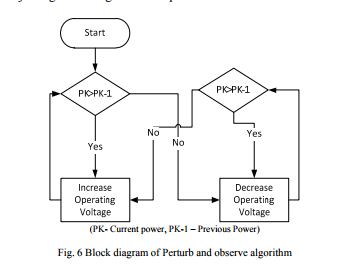 Start
PK>PK-1
PK>PK-1
No
No
Yes
Yes
Increase
Operating
Voltage
Decrease
Operating
Voltage
(PK- Current power, PK-1 – Previous Power)
Fig. 6 Block diagram of Perturb and observe algorithm